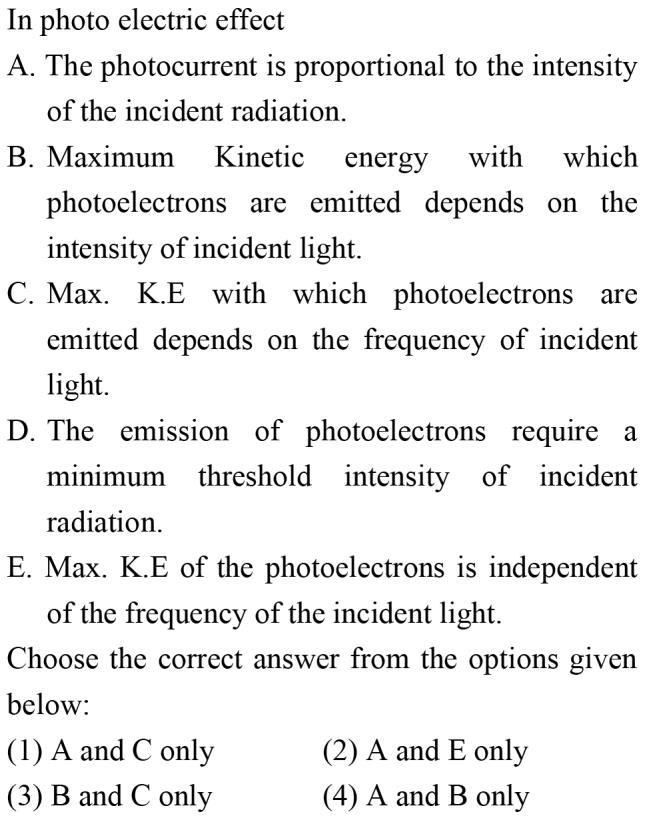 In photo electric effect
A. The photocurrent is proportional to the intensity
of the incident radiation.
B. Maximum Kinetic energy with which
photoelectrons are emitted depends on the
intensity of incident light.
C. Max. K.E with which photoelectrons are
emitted depends on the frequency of incident
light.
D. The emission of photoelectrons require a
minimum threshold intensity of incident
radiation.
E. Max. K.E of the photoelectrons is independent
of the frequency of the incident light.
Choose the correct answer from the options given
below:
(1) A and C only (2) A and E only
(3) B and C only (4) A and B only